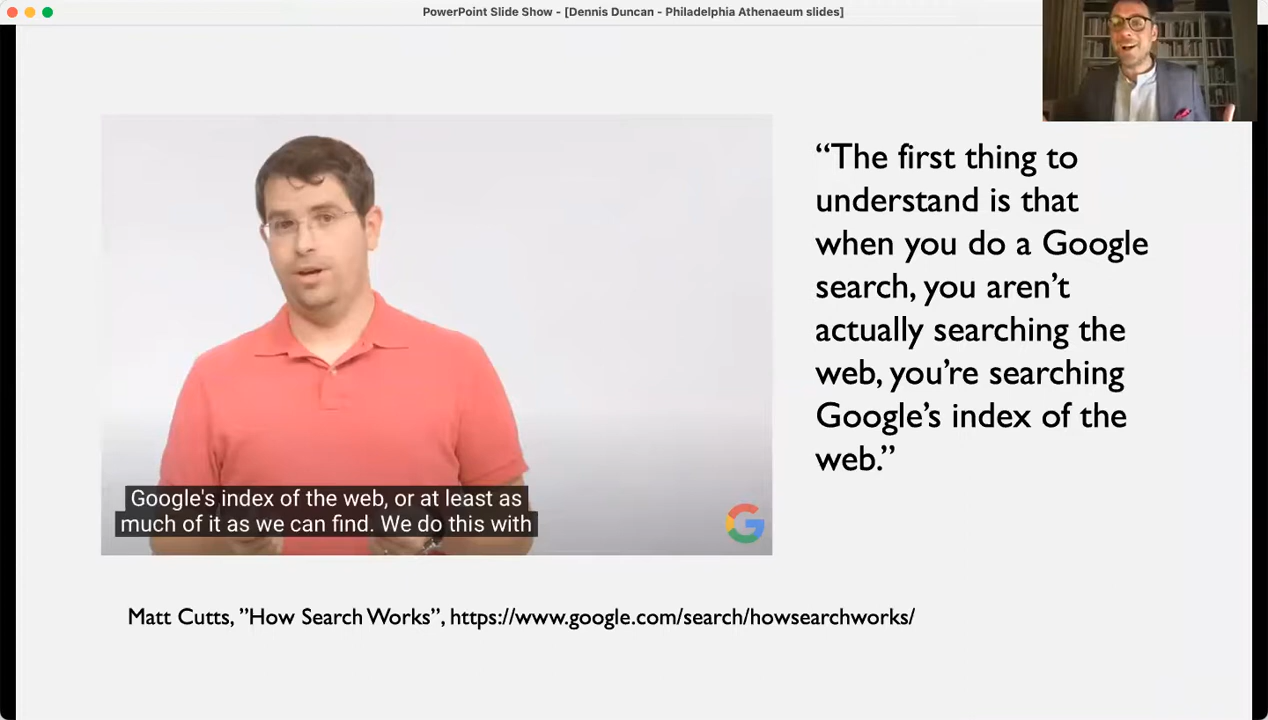 PowerPoint Slide Show - [Dennis Duncan - Philadelphia Athenaeum slides]
“The first thing to
understand is that
when you do a Google
search, you aren’t
actually searching the
web, you’re searching
Google’s index of the
web.”
Google's index of the web, or at least as
much of it as we can find. We do this with
Matt Cutts, ”How Search Works”, https://www.google.com/search/howsearchworks/